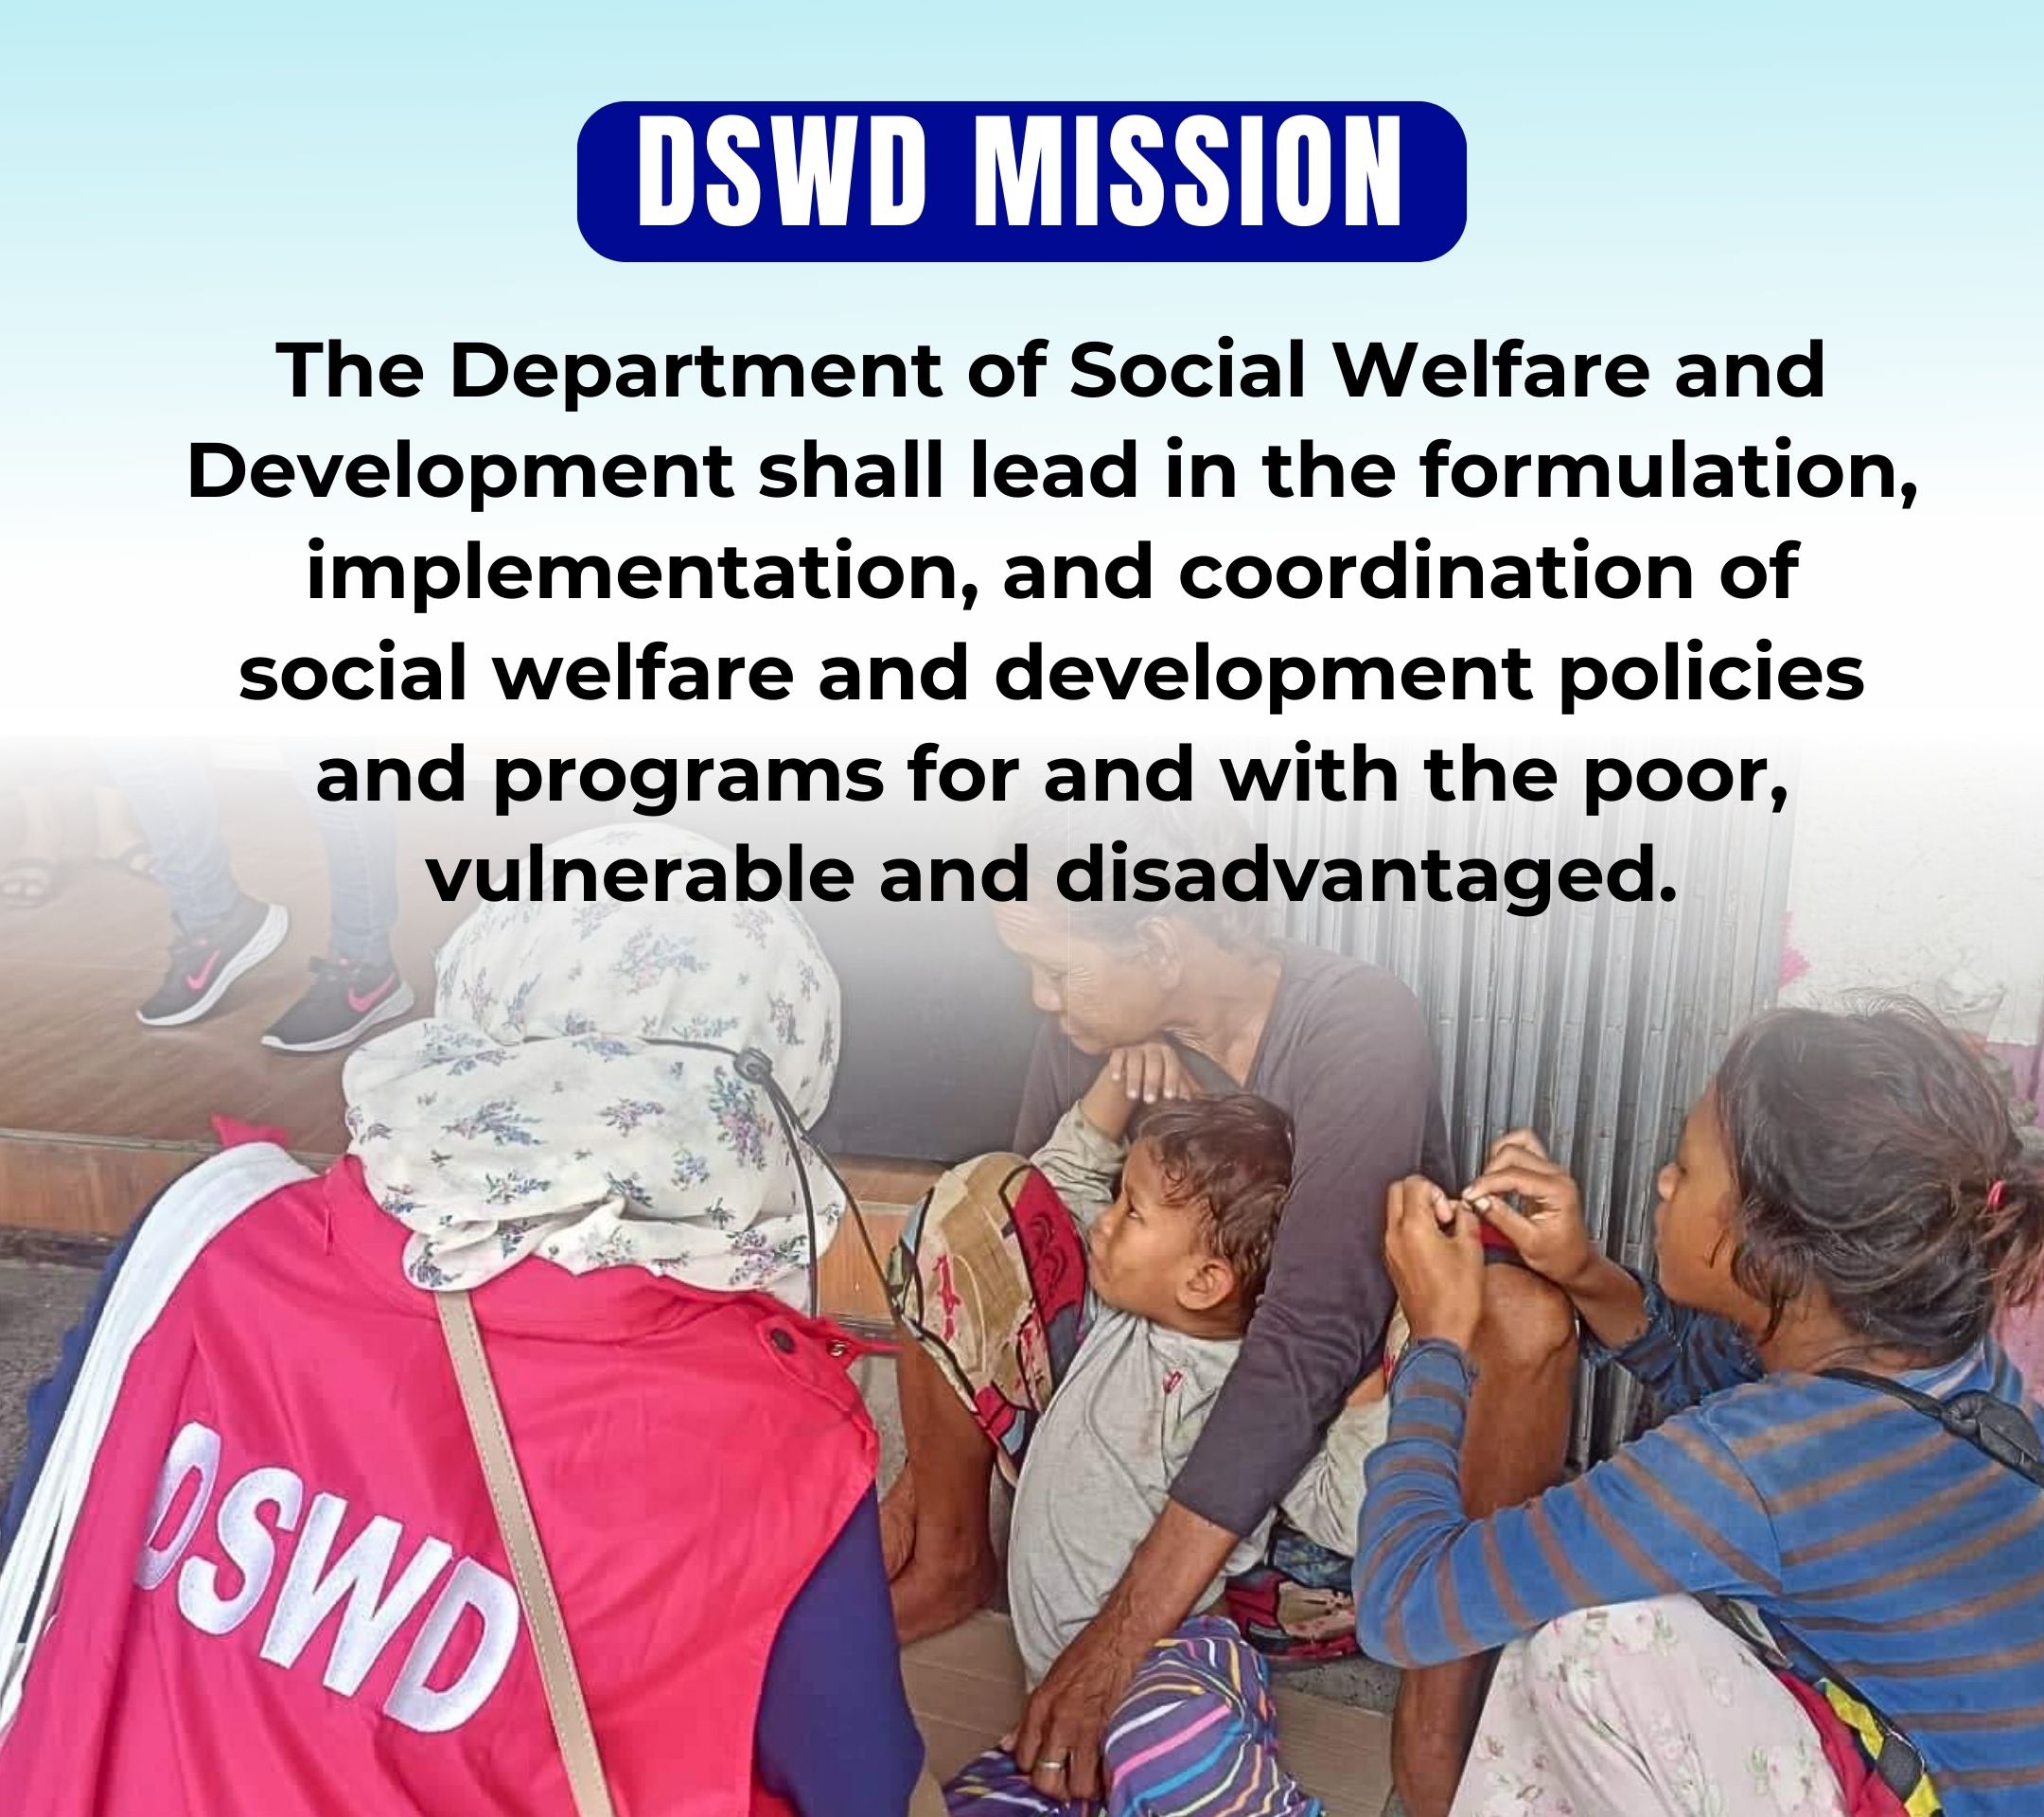 DSWD MISSION
The Department of Social Welfare and
Development shall lead in the formulation,
implementation, and coordination of
social welfare and development policies
and programs for and with the poor,
vulnerable and disadvantaged.
DSWD